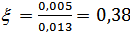 ξ = 0,005/0,013 = 0,38